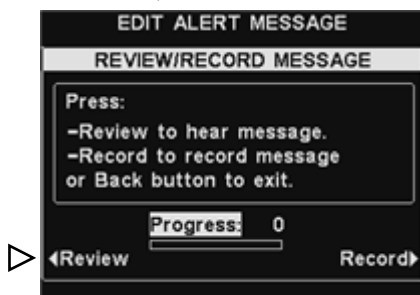 EDIT ALERT MESSAGE
REVIEW/RECORD MESSAGE
Press:
-Review to hear message.
-Record to record message
or Back button to exit.
Progress: 0
Review Record